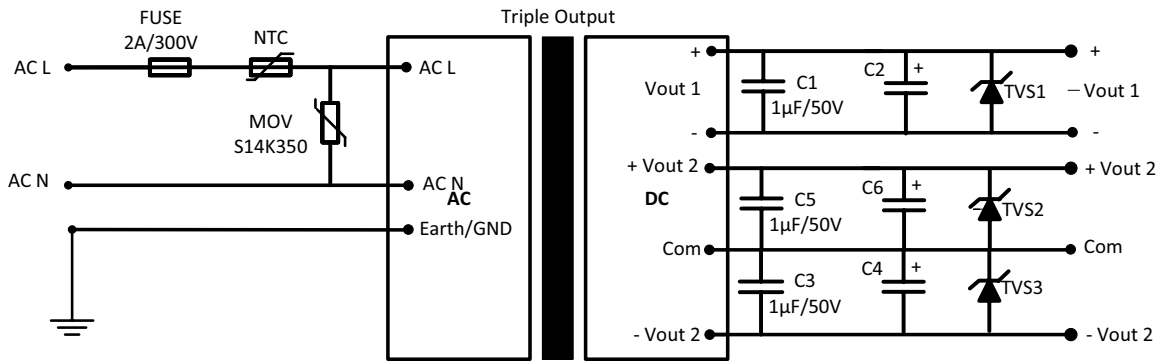 Triple Output
FUSE
2A/300V
NTC
AC L
AC L
MOV
S14K350
AC N
AC N
AC
Earth/GND
DC
+
Vout 1
-
+ Vout 2
Com
- Vout 2
C1
1µF/50V
C2
+
TVS1
+
–Vout 1
-
C5
1µF/50V
C6
+
TVS2
+ Vout 2
Com
C3
1µF/50V
C4
+
TVS3
- Vout 2